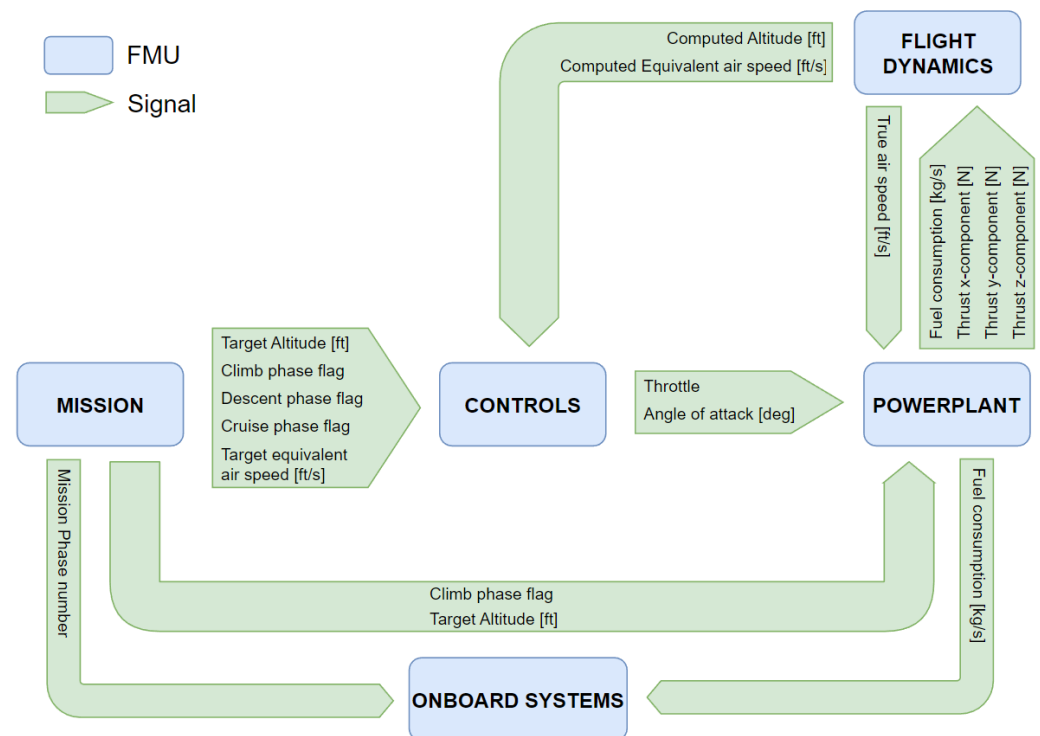 FMU
Signal
Computed Altitude [ft]
Computed Equivalent air speed [ft/s]
FLIGHT
DYNAMICS
True air speed [ft/s]
Fuel consumption [kg/s]
Thrust x-component [N]
Thrust y-component [N]
Thrust z-component [N]
MISSION
Target Altitude [ft]
Climb phase flag
Descent phase flag
Cruise phase flag
Target equivalent
air speed [ft/s]
CONTROLS
Throttle
Angle of attack [deg]
POWERPLANT
Mission Phase number
Climb phase flag
Target Altitude [ft]
Fuel consumption [kg/s]
ONBOARD SYSTEMS